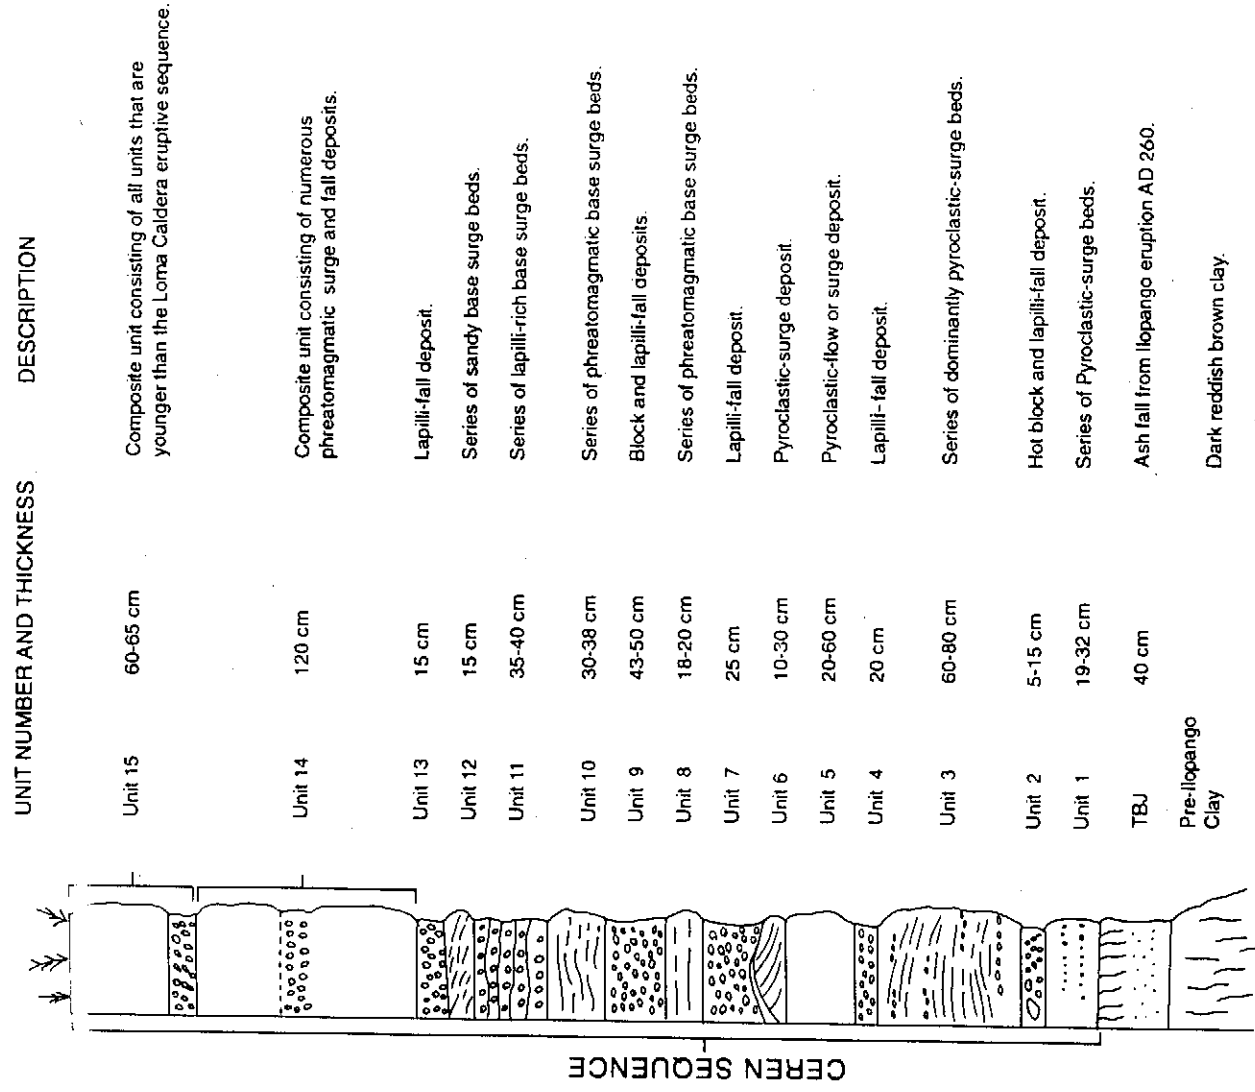 UNIT NUMBER AND THICKNESS DESCRIPTION
Unit 15 60-65 cm Composite unit consisting of all units that are
younger than the Loma Caldera eruptive sequence.
Unit 14 120 cm Composite unit consisting of numerous
phreatomagmatic surge and fall deposits.
Unit 13 15 cm Lapilli-fall deposit.
Unit 12 15 cm Series of sandy base surge beds.
Unit 11 35-40 cm Series of lapilli-rich base surge beds.
Unit 10 30-38 cm Series of phreatomagmatic base surge beds.
Unit 9 43-50 cm Block and lapilli-fall deposits.
Unit 8 18-20 cm Series of phreatomagmatic base surge beds.
Unit 7 25 cm Lapilli-fall deposit.
Unit 6 10-30 cm Pyroclastic-surge deposit.
Unit 5 20-60 cm Pyroclastic-flow or surge deposit.
Unit 4 20 cm Lapilli-fall deposit.
Unit 3 60-80 cm Series of dominantly pyroclastic-surge beds.
Unit 2 5-15 cm Hot block and lapilli-fall deposit.
Unit 1 19-32 cm Series of Pyroclastic-surge beds.
TBJ 40 cm Ash fall from Ilopango eruption AD 260.
Pre-Ilopango
Clay Dark reddish brown clay.
CEREN SEQUENCE